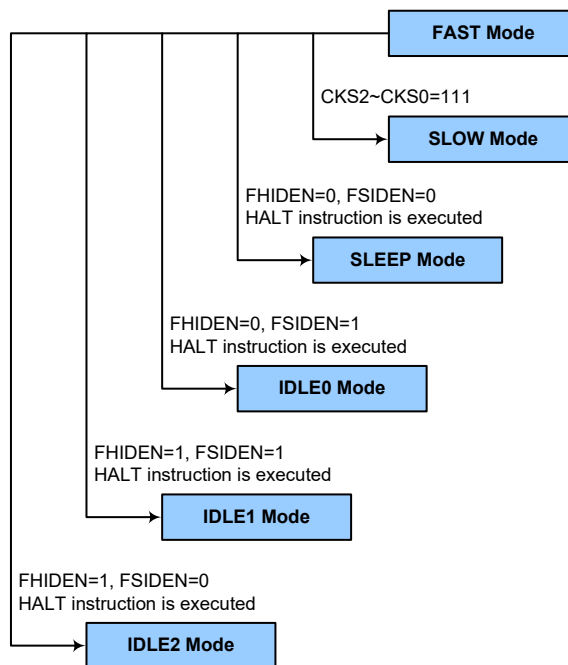 FAST Mode
CKS2~CKS0=111
SLOW Mode
FHIDEN=0, FSIDEN=0
HALT instruction is executed
SLEEP Mode
FHIDEN=0, FSIDEN=1
HALT instruction is executed
IDLE0 Mode
FHIDEN=1, FSIDEN=1
HALT instruction is executed
IDLE1 Mode
FHIDEN=1, FSIDEN=0
HALT instruction is executed
IDLE2 Mode